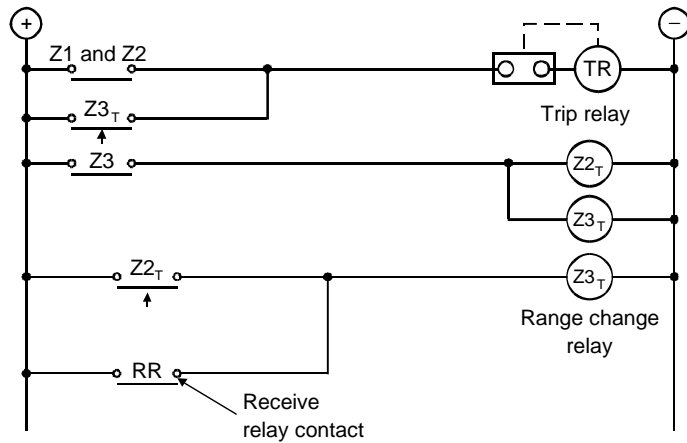 + −
Z1 and Z2
TR
Z3T
Trip relay
Z3
Z2T
Z3T
Z2T
Z3T
Range change
relay
RR
Receive
relay contact